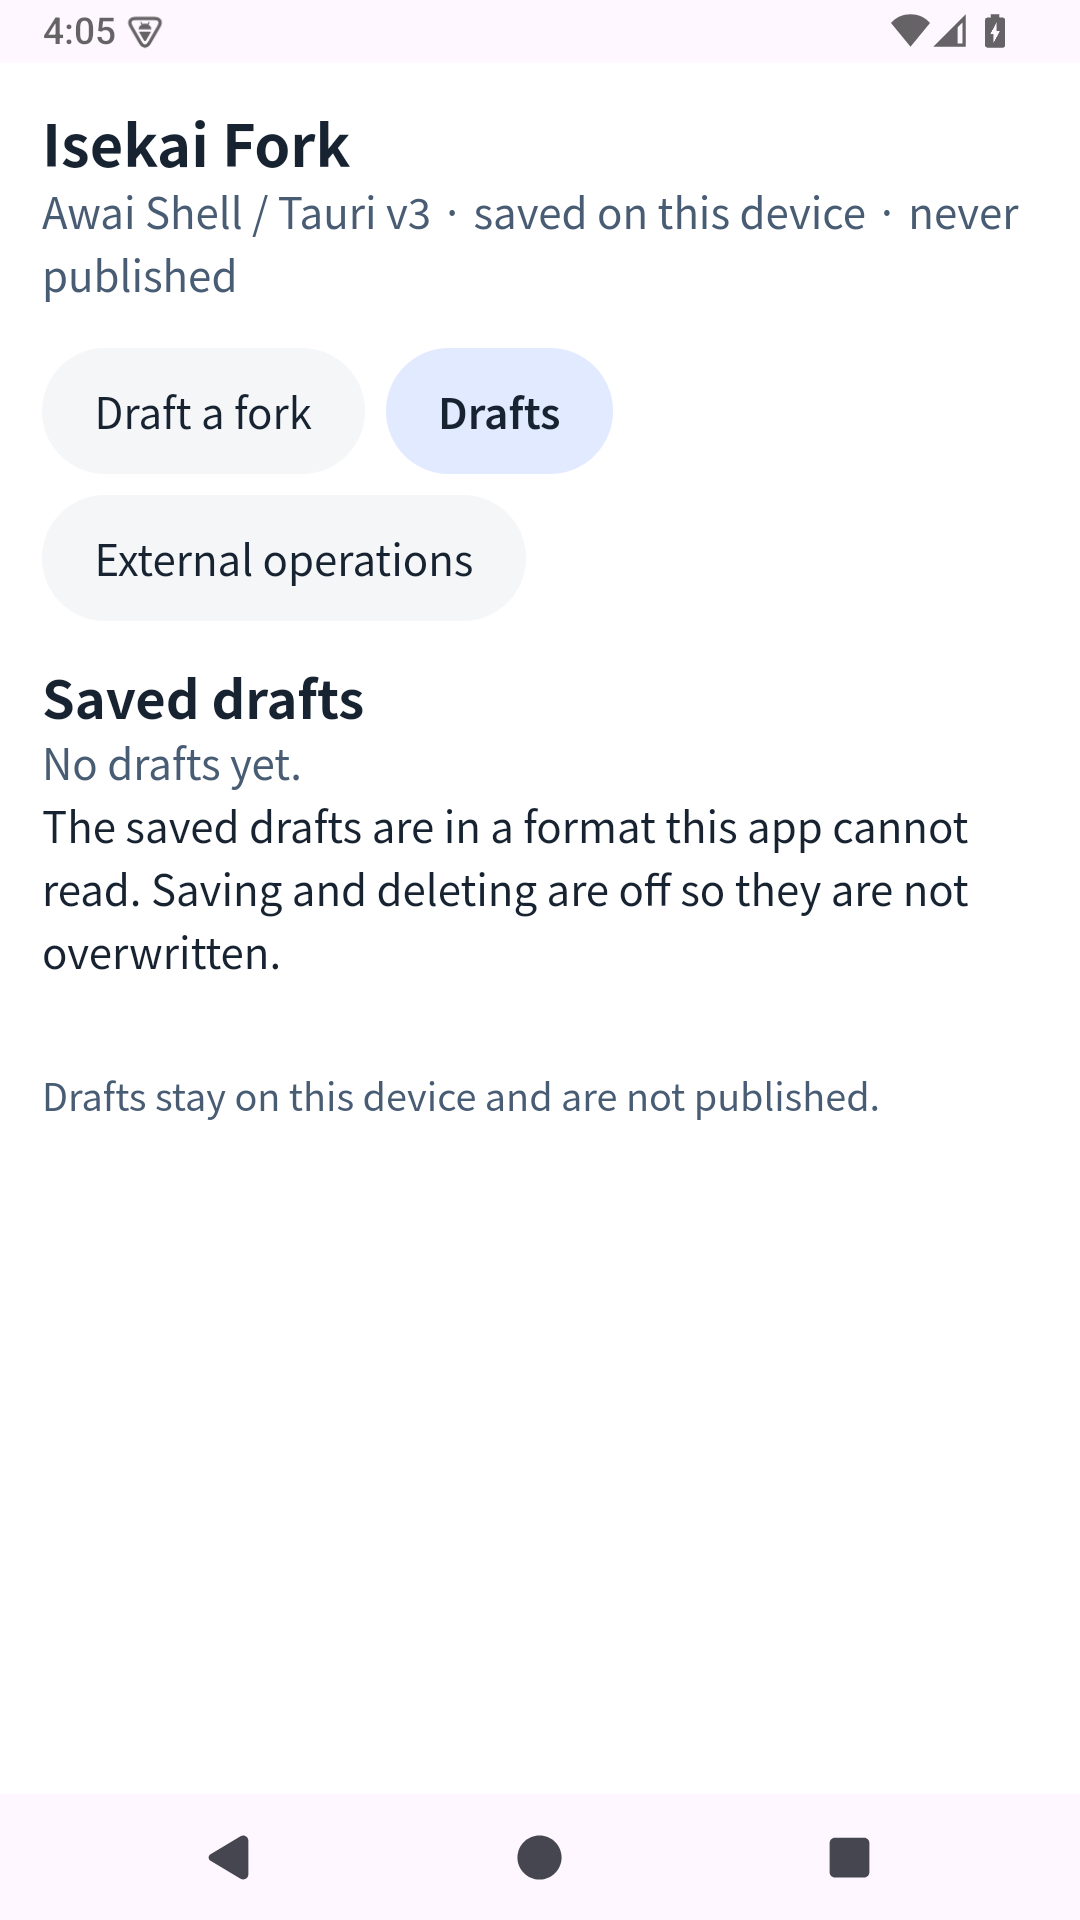 4:05
Isekai Fork
Awai Shell / Tauri v3 · saved on this device · never
published
Draft a fork
Drafts
External operations
Saved drafts
No drafts yet.
The saved drafts are in a format this app cannot
read. Saving and deleting are off so they are not
overwritten.
Drafts stay on this device and are not published.